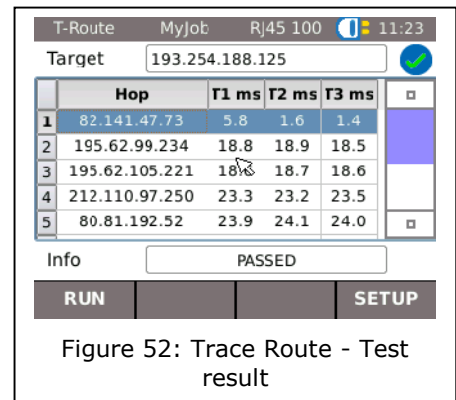 T-Route MyJob RJ45 100 11:23
Target 193.254.188.125
Hop T1 ms T2 ms T3 ms
1 82.141.47.73 5.8 1.6 1.4
2 195.62.99.234 18.8 18.9 18.5
3 195.62.105.221 18.7 18.6
4 212.110.97.250 23.3 23.2 23.5
5 80.81.192.52 23.9 24.1 24.0
Info PASSED
RUN SETUP
Figure 52: Trace Route - Test
result